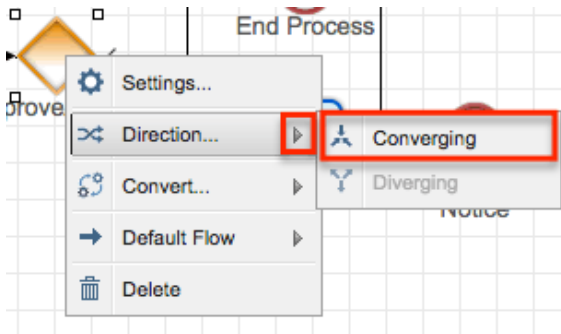 End Process
prove
Settings...
Direction...
Converging
Convert...
Diverging
Notice
Default Flow
Delete